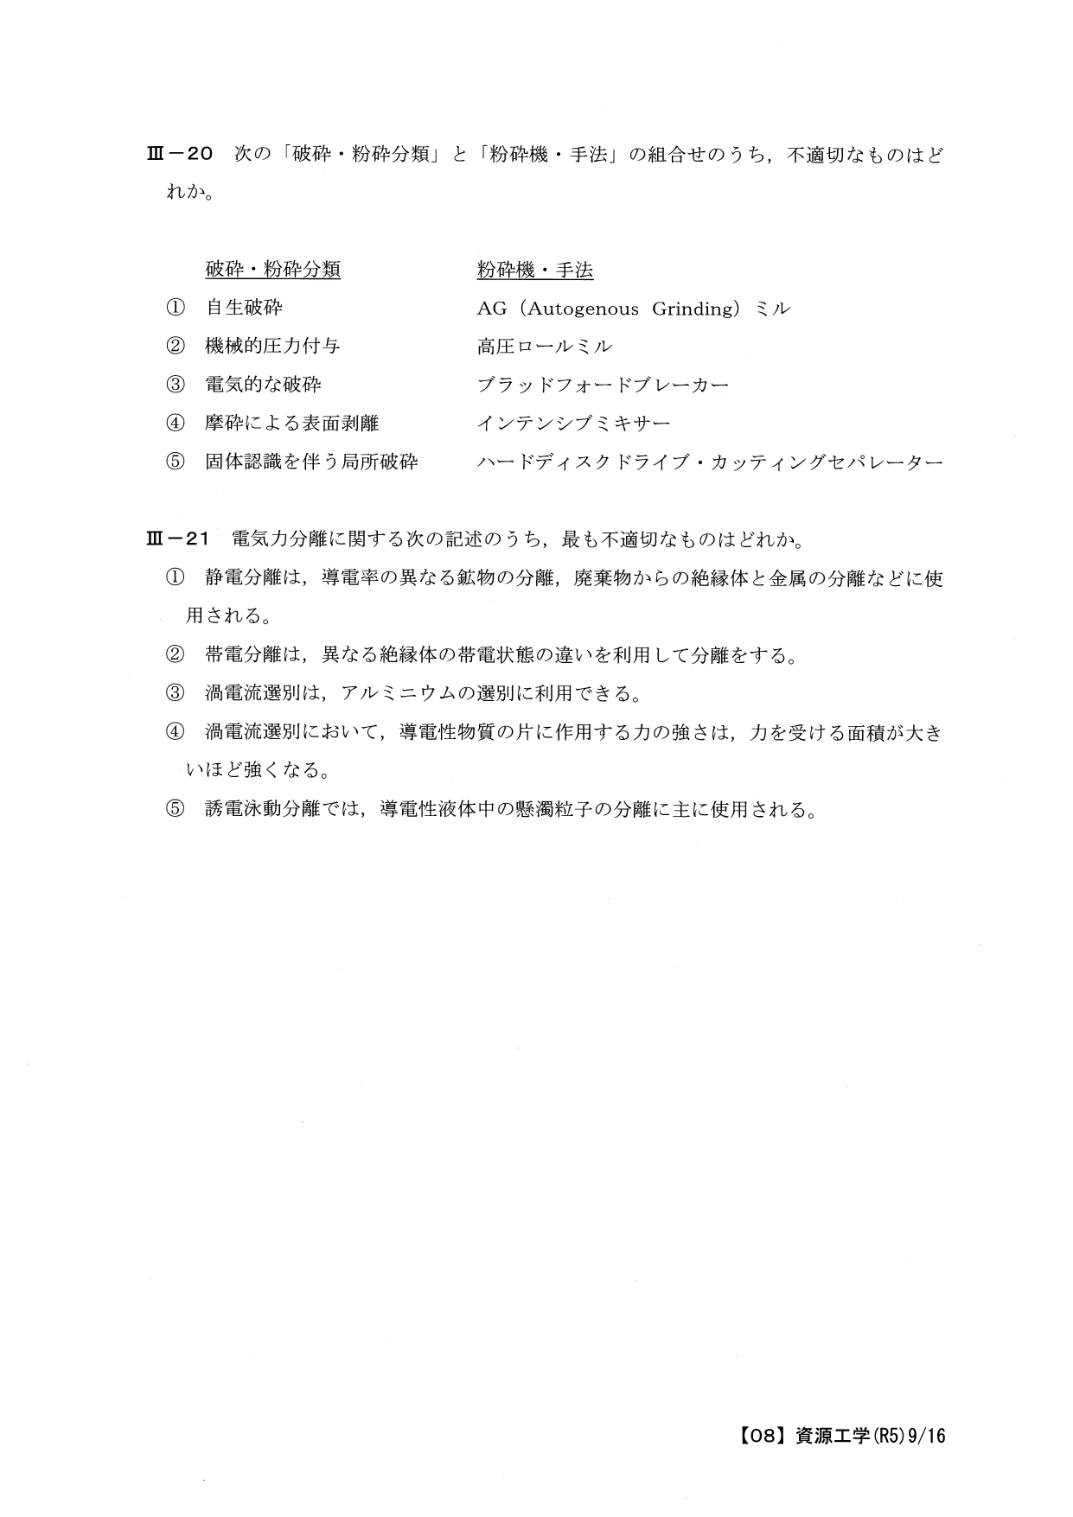 Ⅲ－20　次の「破砕・粉砕分類」と「粉砕機・手法」の組合せのうち，不適切なものはど
れか。
破砕・粉砕分類　　粉砕機・手法
①　自生破砕　　AG（Autogenous Grinding）ミル
②　機械的圧力付与　　高圧ロールミル
③　電気的な破砕　　ブラッドフォードブレーカー
④　摩砕による表面剥離　　インテンシブミキサー
⑤　固体認識を伴う局所破砕　　ハードディスクドライブ・カッティングセパレーター
Ⅲ－21　電気力分離に関する次の記述のうち，最も不適切なものはどれか。
①　静電分離は，導電率の異なる鉱物の分離，廃棄物からの絶縁体と金属の分離などに使
用される。
②　帯電分離は，異なる絶縁体の帯電状態の違いを利用して分離をする。
③　渦電流選別は，アルミニウムの選別に利用できる。
④　渦電流選別において，導電性物質の片に作用する力の強さは，力を受ける面積が大き
いほど強くなる。
⑤　誘電泳動分離では，導電性液体中の懸濁粒子の分離に主に使用される。
【08】資源工学(R5)9/16